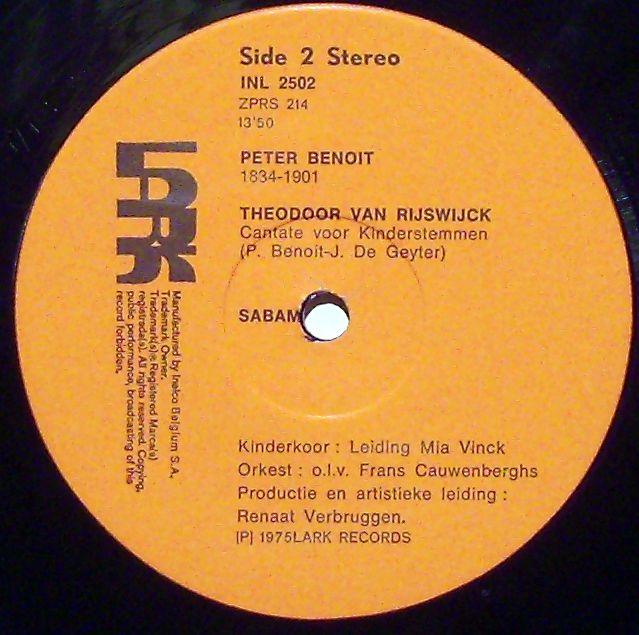 Side 2 Stereo
INL 2502
ZPRS 214
13'50
PETER BENOIT
1834-1901
THEODOOR VAN RIJSWIJCK
Cantate voor Kinderstemmen
(P. Benoit-J. De Geyter)
SABAM
LARK
Manufactured by Inelco Belgium S.A.
Trademark Owner.
Trademark(s)® Registered Marca(s)
registrada(s). All rights reserved. Copying,
public performance, broadcasting of this
record forbidden.
Kinderkoor : Leiding Mia Vinck
Orkest : o.l.v. Frans Cauwenberghs
Productie en artistieke leiding :
Renaat Verbruggen.
[P] 1975LARK RECORDS